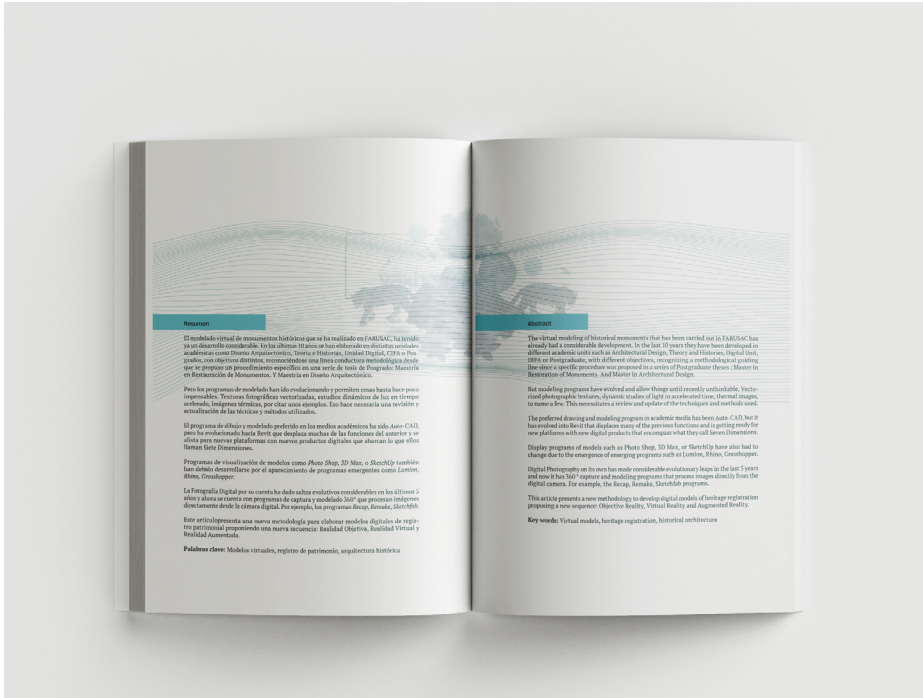 Resumen
El modelado virtual de monumentos históricos que se ha realizado en FARUSAC, ha tenido
ya un desarrollo considerable. En los últimos 10 años se han elaborado en distintas unidades
académicas como Diseño Arquitectónico, Teoría e Historias, Unidad Digital, CIFA o Pos-
grados, con objetivos distintos, reconociéndose una línea conductora metodológica desde
que se propuso un procedimiento específico en una serie de tesis de Posgrado: Maestría
en Restauración de Monumentos. Y Maestría en Diseño Arquitectónico.
Pero los programas de modelado han ido evolucionando y permiten cosas hasta hace poco
impensables. Texturas fotográficas vectorizadas, estudios dinámicos de luz en tiempo
acelerado, imágenes térmicas, por citar unos ejemplos. Eso hace necesaria una revisión y
actualización de las técnicas y métodos utilizados.
El programa de dibujo y modelado preferido en los medios académicos ha sido Auto-CAD,
pero ha evolucionado hacia Revit que desplaza muchas de las funciones del anterior y se
alista para nuevas plataformas con nuevos productos digitales que abarcan lo que ellos
llaman Siete Dimensiones.
Programas de visualización de modelos como Photo Shop, 3D Max, o SketchUp también
han debido desarrollarse por el aparecimiento de programas emergentes como Lumion,
Rhino, Grasshopper.
La Fotografía Digital por su cuenta ha dado saltos evolutivos considerables en los últimos 5
años y ahora se cuenta con programas de captura y modelado 360° que procesan imágenes
directamente desde la cámara digital. Por ejemplo, los programas Recap, Remake, Sketchfab.
Este artículopresenta una nueva metodología para elaborar modelos digitales de regis-
tro patrimonial proponiendo una nueva secuencia: Realidad Objetiva, Realidad Virtual y
Realidad Aumentada.
Palabras clave: Modelos virtuales, registro de patrimonio, arquitectura histórica
Abstract
The virtual modeling of historical monuments that has been carried out in FARUSAC has
already had a considerable development. In the last 10 years they have been developed in
different academic units such as Architectural Design, Theory and Histories, Digital Unit,
DIFA or Postgraduate, with different objectives, recognizing a methodological guiding
line since a specific procedure was proposed in a series of Postgraduate theses : Master in
Restoration of Monuments. And Master in Architectural Design.
But modeling programs have evolved and allow things until recently unthinkable. Vecto-
rized photographic textures, dynamic studies of light in accelerated time, thermal images,
to name a few. This necessitates a review and update of the techniques and methods used.
The preferred drawing and modeling program in academic media has been Auto-CAD, but it
has evolved into Revit that displaces many of the previous functions and is getting ready for
new platforms with new digital products that encompass what they call Seven Dimensions.
Display programs of models such as Photo Shop, 3D Max, or SketchUp have also had to
change due to the emergence of emerging programs such as Lumion, Rhino, Grasshopper.
Digital Photography on its own has made considerable evolutionary leaps in the last 5 years
and now it has 360 ° capture and modeling programs that process images directly from the
digital camera. For example, the Recap, Remake, Sketchfab programs.
This article presents a new methodology to develop digital models of heritage registration
proposing a new sequence: Objective Reality, Virtual Reality and Augmented Reality.
Key words: Virtual models, heritage registration, historical architecture